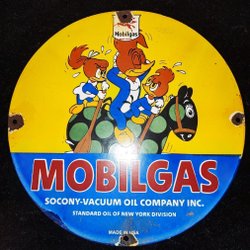 Mobilgas
MOBILGAS
SOCONY-VACUUM OIL COMPANY INC.
STANDARD OIL OF NEW YORK DIVISION
MADE IN USA